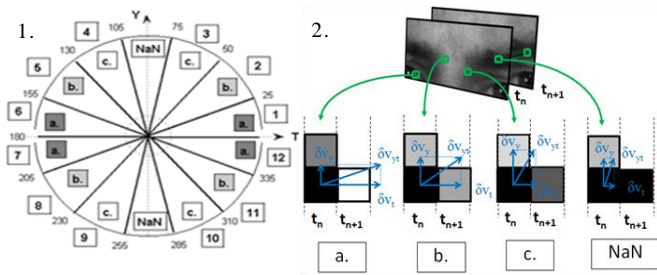 1.
Y
105
75
4
NaN
3
130
50
c.
c.
5
2
b.
b.
155
25
6
1
a.
a.
180
T
a.
a.
7
12
205
335
b.
b.
8
11
230
310
c.
c.
9
NaN
10
255
285
2.
tn
tn+1
δvy
δvyt
δvt
δvy
δvyt
δvt
δvy
δvyt
δvt
δvy
δvyt
tn
tn+1
tn
tn+1
tn
tn+1
tn
tn+1
a.
b.
c.
NaN